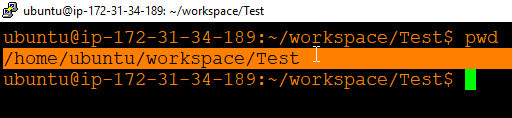 ubuntu@ip-172-31-34-189: ~/workspace/Test
ubuntu@ip-172-31-34-189:~/workspace/Test$ pwd
/home/ubuntu/workspace/Test
ubuntu@ip-172-31-34-189:~/workspace/Test$